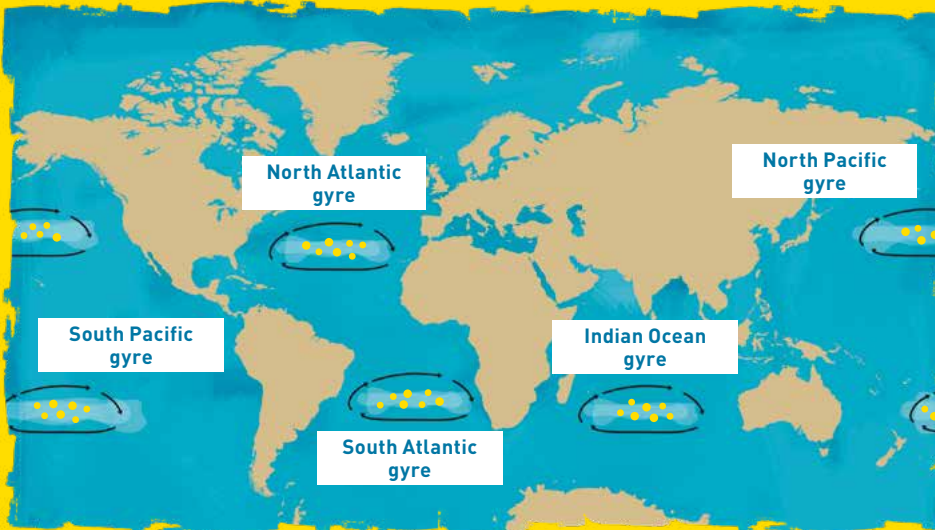 North Atlantic
gyre
North Pacific
gyre
South Pacific
gyre
Indian Ocean
gyre
South Atlantic
gyre